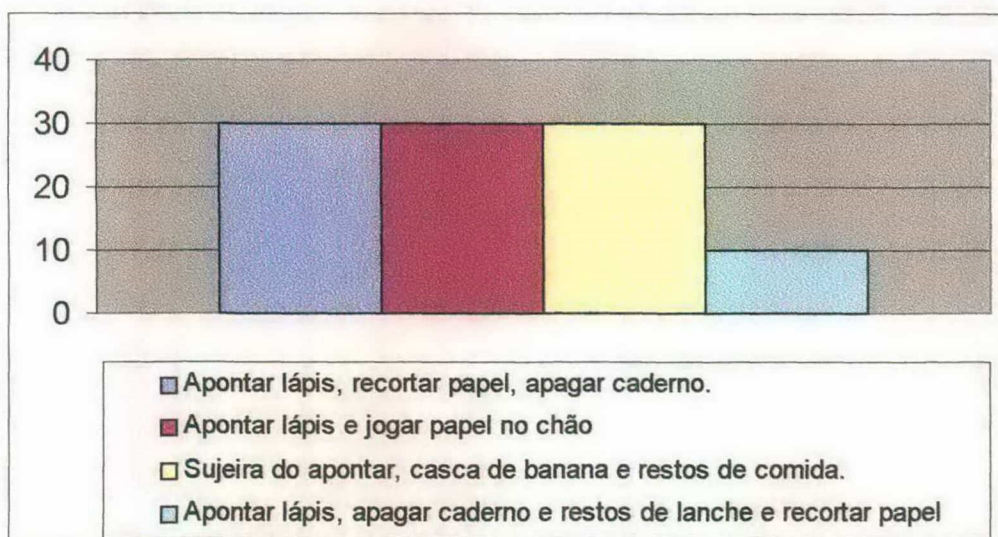 40
30
20
10
0
Apontar lápis, recortar papel, apagar caderno.
Apontar lápis e jogar papel no chão
Sujeira do apontar, casca de banana e restos de comida.
Apontar lápis, apagar caderno e restos de lanche e recortar papel